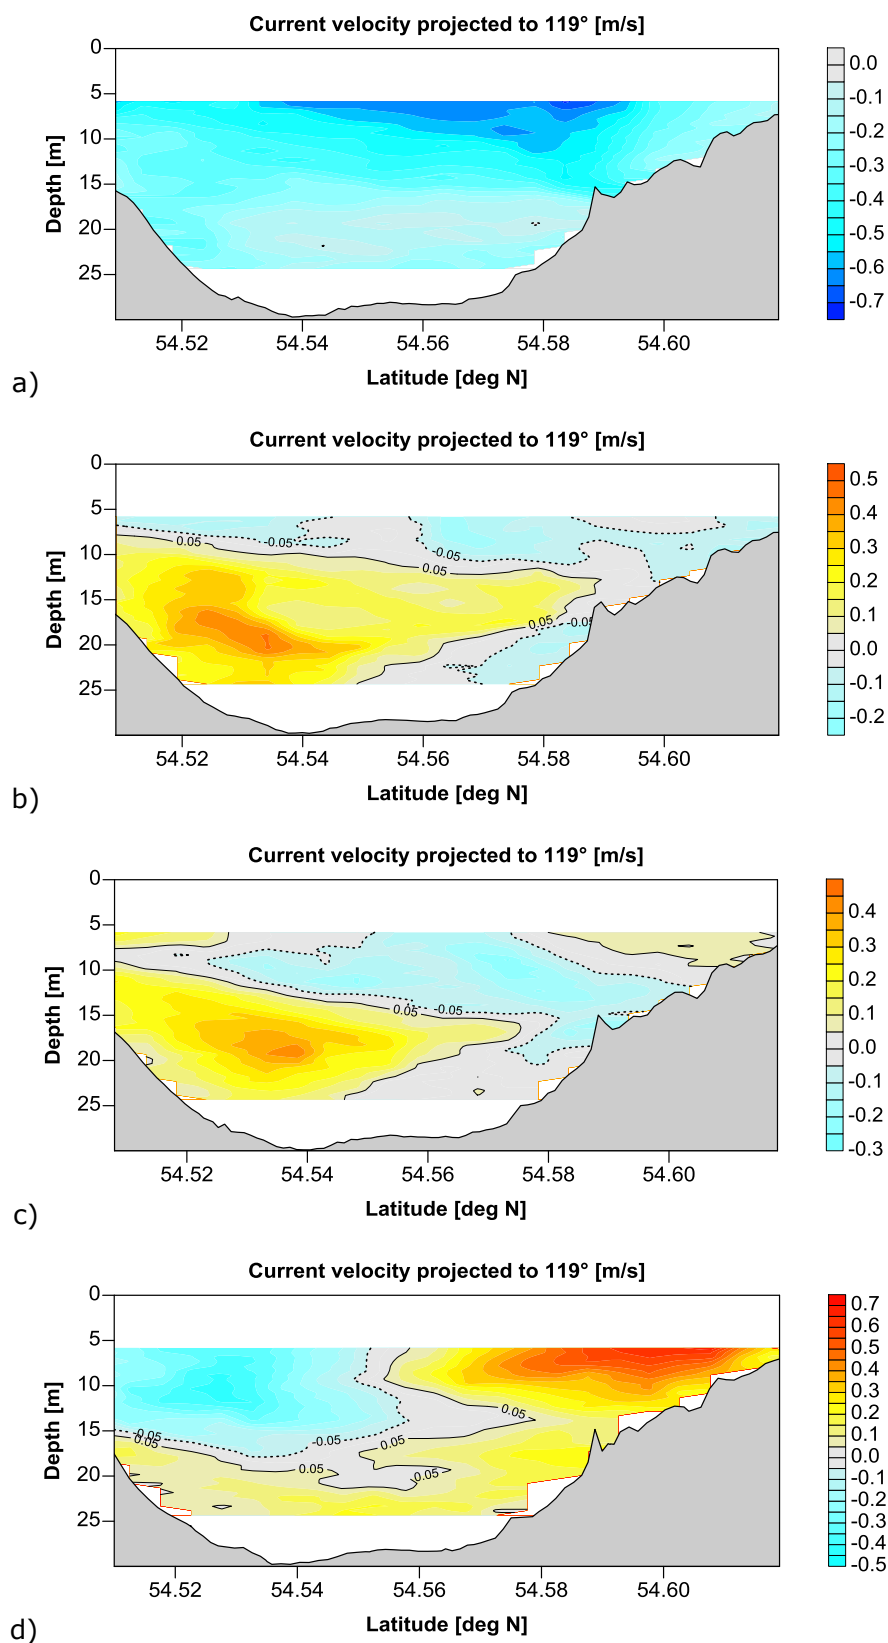 Current velocity projected to 119° [m/s]
0
5
10
15
20
25
Depth [m]
54.52 54.54 54.56 54.58 54.60
Latitude [deg N]
0.0
-0.1
-0.2
-0.3
-0.4
-0.5
-0.6
-0.7
a)
Current velocity projected to 119° [m/s]
0
5
10
15
20
25
Depth [m]
0.05 -0.05 -0.05 0.05 0.05 -0.05
54.52 54.54 54.56 54.58 54.60
Latitude [deg N]
0.5
0.4
0.3
0.2
0.1
0.0
-0.1
-0.2
b)
Current velocity projected to 119° [m/s]
0
5
10
15
20
25
Depth [m]
0.05 -0.05
54.52 54.54 54.56 54.58 54.60
Latitude [deg N]
0.4
0.3
0.2
0.1
0.0
-0.1
-0.2
-0.3
c)
Current velocity projected to 119° [m/s]
0
5
10
15
20
25
Depth [m]
-0.05 0.05 -0.05 0.05 0.05 0.05 0.05
54.52 54.54 54.56 54.58 54.60
Latitude [deg N]
0.7
0.6
0.5
0.4
0.3
0.2
0.1
0.0
-0.1
-0.2
-0.3
-0.4
-0.5
d)